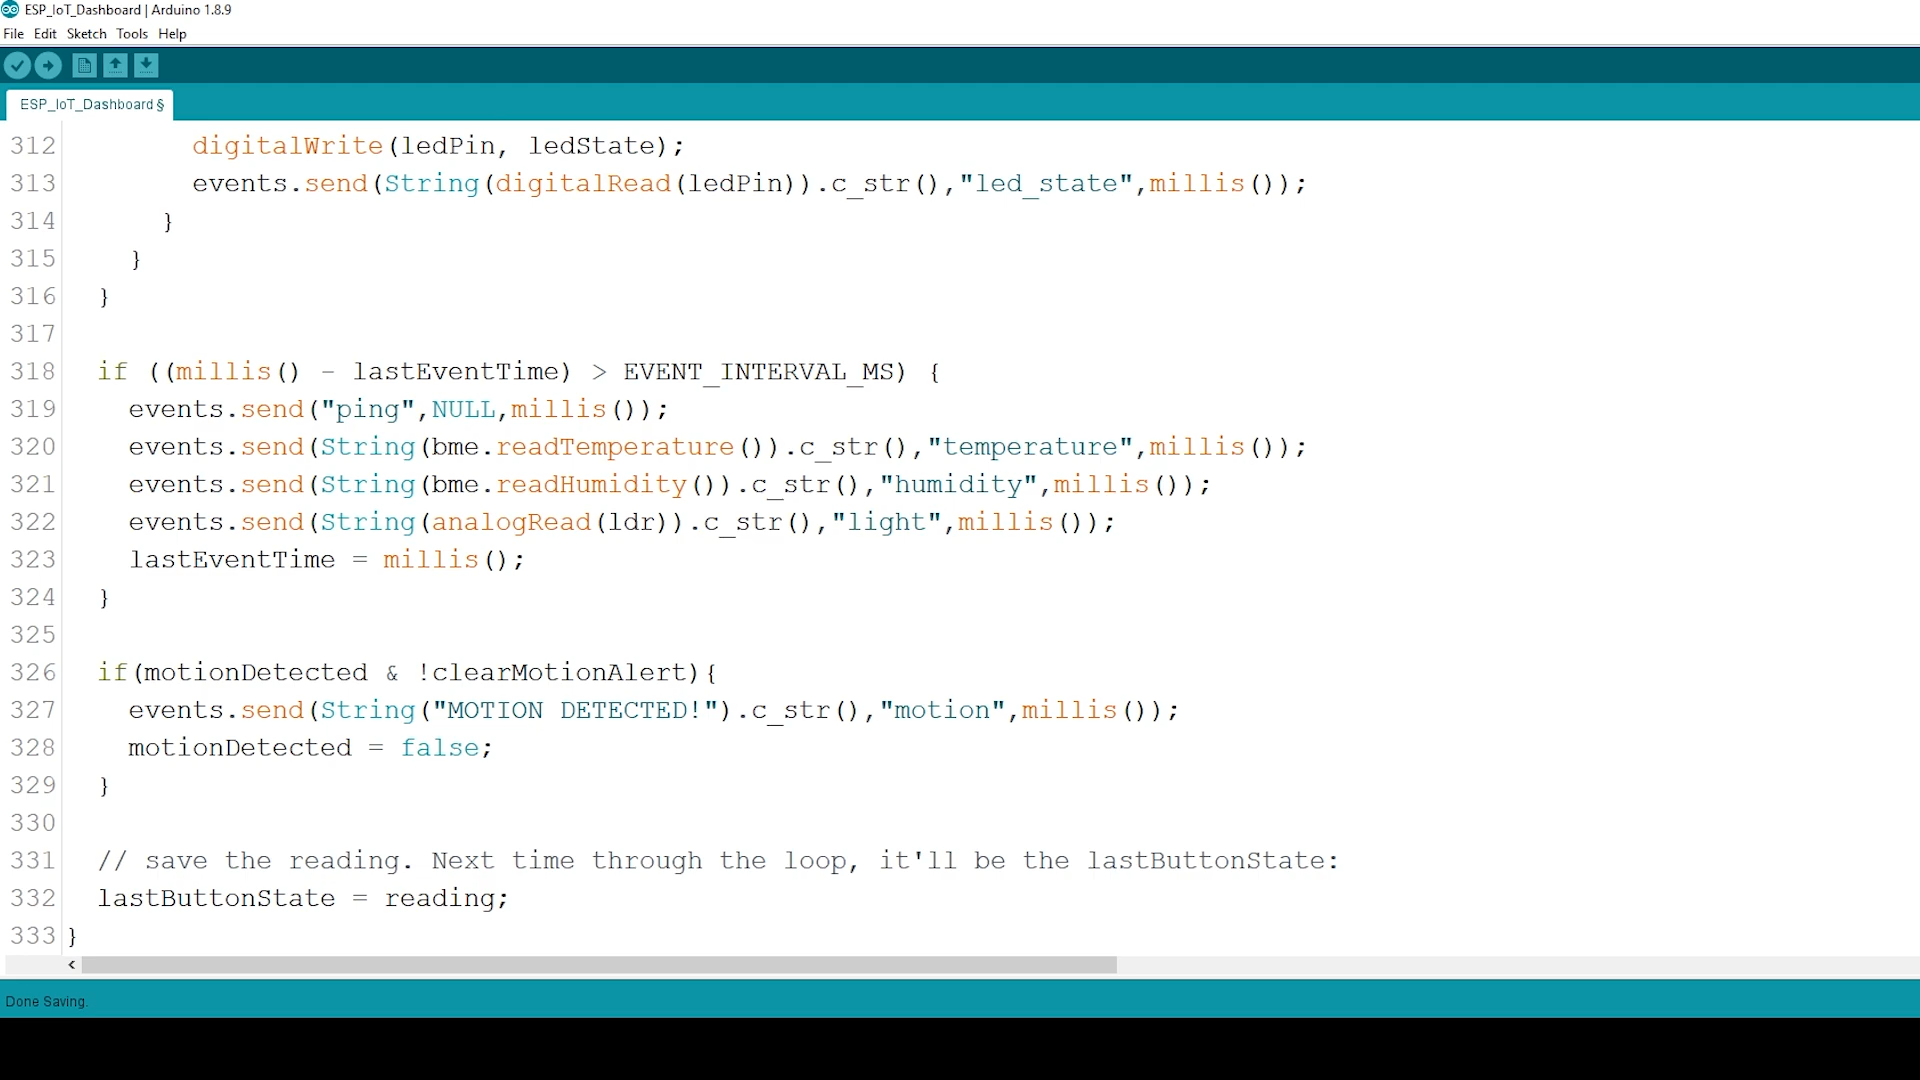 ESP_IoT_Dashboard | Arduino 1.8.9
File Edit Sketch Tools Help
ESP_IoT_Dashboard §
312 digitalWrite(ledPin, ledState);
313 events.send(String(digitalRead(ledPin)).c_str(),"led_state",millis());
314 }
315 }
316 }
317
318 if ((millis() - lastEventTime) > EVENT_INTERVAL_MS) {
319 events.send("ping",NULL,millis());
320 events.send(String(bme.readTemperature()).c_str(),"temperature",millis());
321 events.send(String(bme.readHumidity()).c_str(),"humidity",millis());
322 events.send(String(analogRead(ldr)).c_str(),"light",millis());
323 lastEventTime = millis();
324 }
325
326 if(motionDetected & !clearMotionAlert){
327 events.send(String("MOTION DETECTED!").c_str(),"motion",millis());
328 motionDetected = false;
329 }
330
331 // save the reading. Next time through the loop, it'll be the lastButtonState:
332 lastButtonState = reading;
333 }
Done Saving.